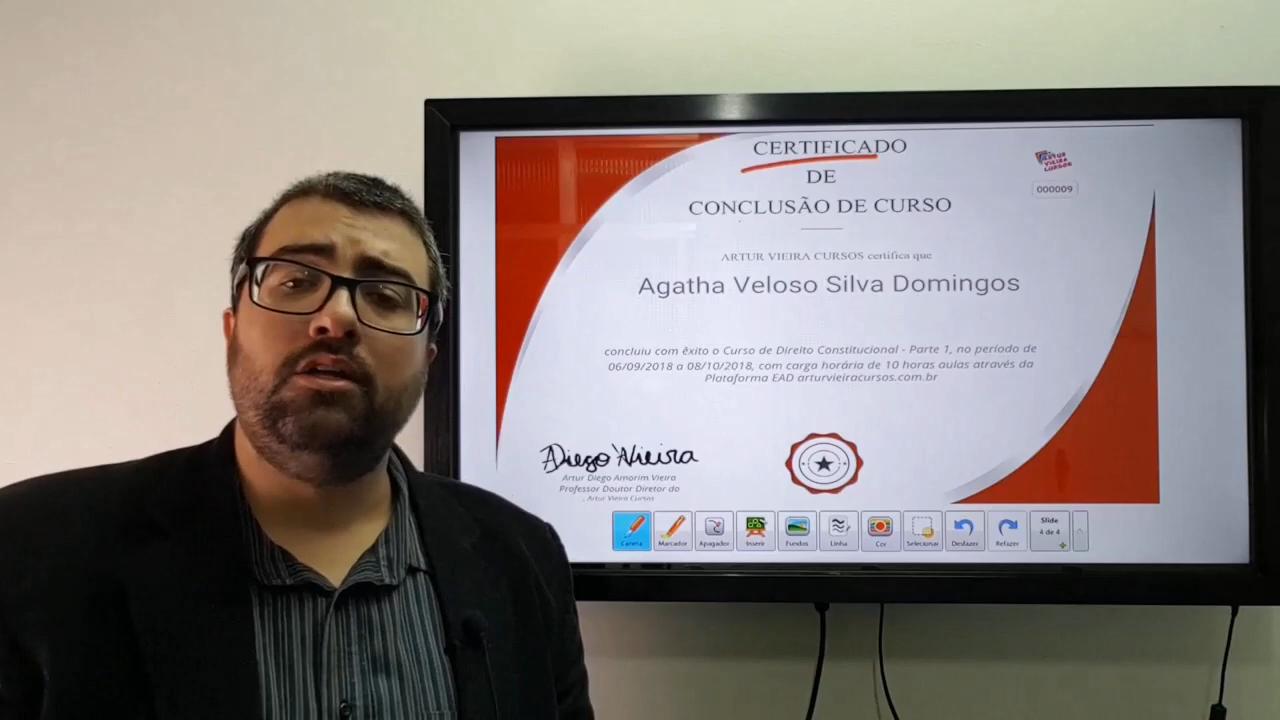 CERTIFICADO
DE
CONCLUSÃO DE CURSO
ARTUR VIEIRA CURSOS
000009
ARTUR VIEIRA CURSOS certifica que
Agatha Veloso Silva Domingos
concluiu com êxito o Curso de Direito Constitucional - Parte 1, no período de
06/09/2018 a 08/10/2018, com carga horária de 10 horas aulas através da
Plataforma EAD arturvieiracursos.com.br
Diego Vieira
Artur Diego Amorim Vieira
Professor Doutor Diretor do
Artur Vieira Cursos
Caneta Marcador Apagador Inserir Fundos Linha Cor Selecionar Desfazer Refazer Slide
4 de 4